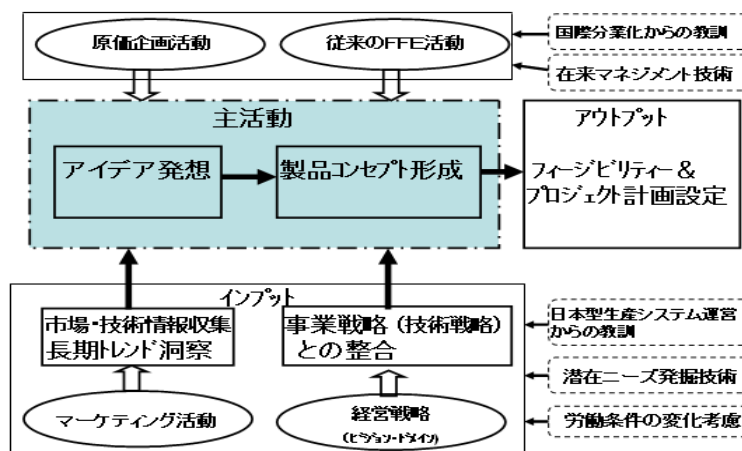 原価企画活動
従来のFFE活動
国際分業化からの教訓
在来マネジメント技術
主活動
アイデア発想
製品コンセプト形成
アウトプット
フィージビリティー＆
プロジェクト計画設定
インプット
市場・技術情報収集
長期トレンド洞察
事業戦略（技術戦略）
との整合
日本型生産システム運営
からの教訓
潜在ニーズ発掘技術
マーケティング活動
経営戦略
（ビジョン・ドメイン）
労働条件の変化考慮